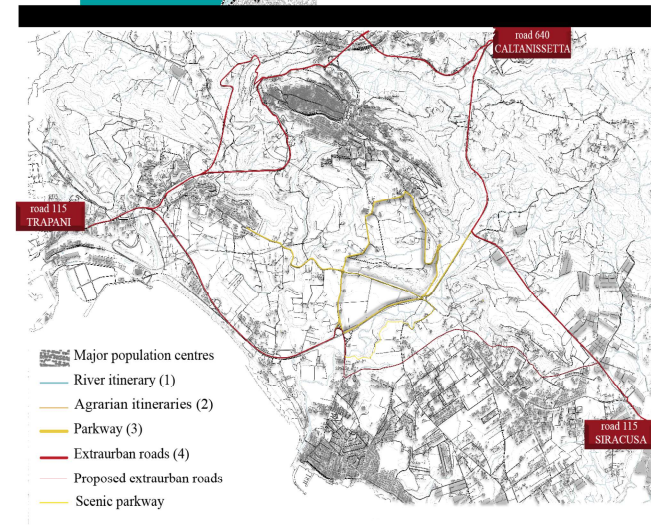 road 640
CALTANISSETTA
road 115
TRAPANI
Major population centres
River itinerary (1)
Agrarian itineraries (2)
Parkway (3)
Extraurban roads (4)
Proposed extraurban roads
Scenic parkway
road 115
SIRACUSA